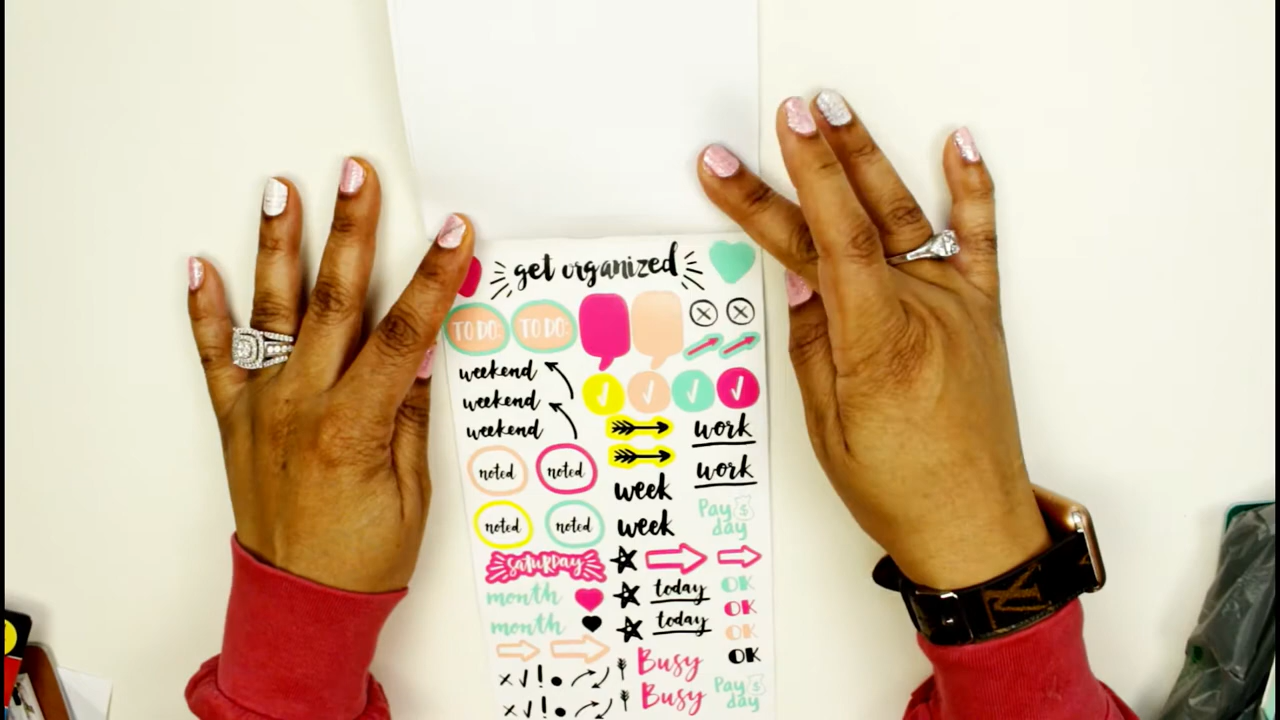 get organized
TO DO: TO DO:
weekend
weekend
weekend
work
work
noted noted
week
noted noted
week
Pay $ day
saturday
month
today
OK
OK
month
today
OK
OK
x √ ! •
Busy
x √ ! •
Busy
Pay $ day